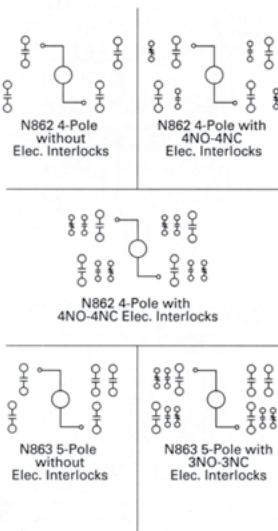 N862 4-Pole
without
Elec. Interlocks
N862 4-Pole with
4NO-4NC
Elec. Interlocks
N862 4-Pole with
4NO-4NC Elec. Interlocks
N863 5-Pole
without
Elec. Interlocks
N863 5-Pole with
3NO-3NC
Elec. Interlocks